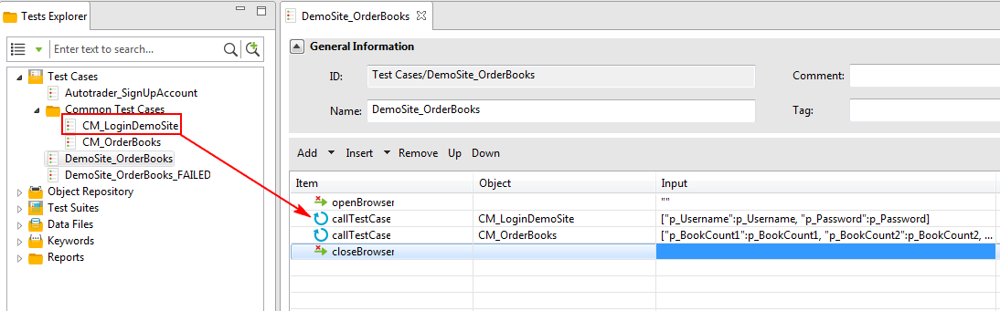 Tests Explorer
Enter text to search...
Test Cases
Autotrader_SignUpAccount
Common Test Cases
CM_LoginDemoSite
CM_OrderBooks
DemoSite_OrderBooks
DemoSite_OrderBooks_FAILED
Object Repository
Test Suites
Data Files
Keywords
Reports
DemoSite_OrderBooks
General Information
ID: Test Cases/DemoSite_OrderBooks Comment:
Name: DemoSite_OrderBooks Tag:
Add Insert Remove Up Down
Item Object Input
openBrowser ""
callTestCase CM_LoginDemoSite ["p_Username":p_Username, "p_Password":p_Password]
callTestCase CM_OrderBooks ["p_BookCount1":p_BookCount1, "p_BookCount2":p_BookCount2, ...
closeBrowser